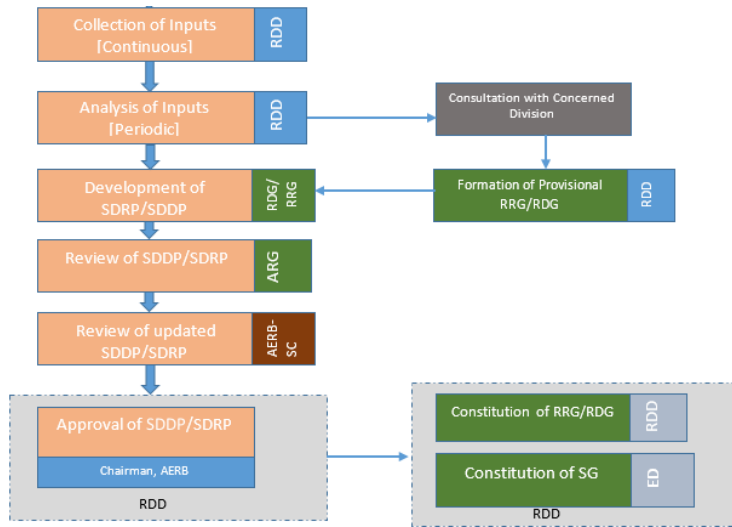 Collection of Inputs
[Continuous]
RDD
Analysis of Inputs
[Periodic]
RDD
Consultation with Concerned
Division
Development of
SDRP/SDDP
RDG/
RRG
Formation of Provisional
RRG/RDG
RDD
Review of SDDP/SDRP
ARG
Review of updated
SDDP/SDRP
AERB-
SC
Approval of SDDP/SDRP
Chairman, AERB
RDD
Constitution of RRG/RDG
RDD
Constitution of SG
ED
RDD